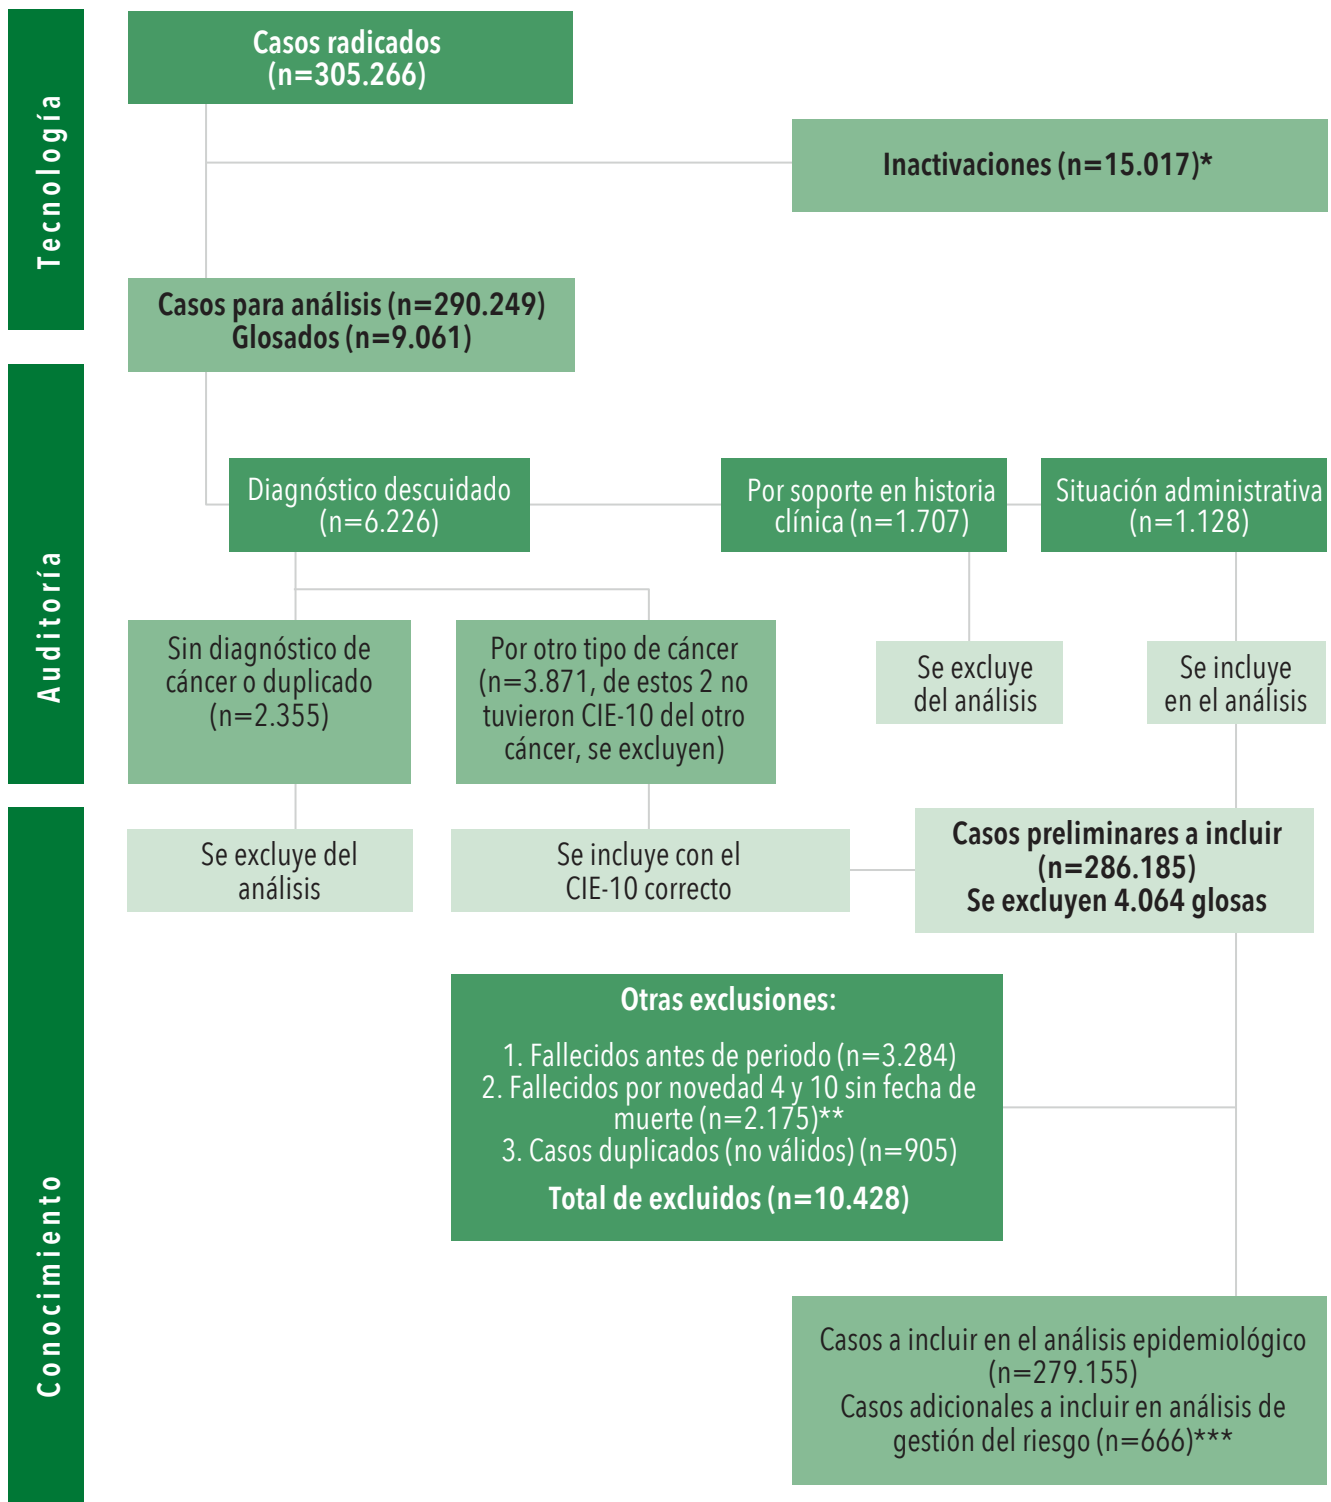 Tecnología
Casos radicados
(n=305.266)
Inactivaciones (n=15.017)*
Casos para análisis (n=290.249)
Glosados (n=9.061)
Auditoría
Diagnóstico descuidado
(n=6.226)
Por soporte en historia
clínica (n=1.707)
Situación administrativa
(n=1.128)
Sin diagnóstico de
cáncer o duplicado
(n=2.355)
Por otro tipo de cáncer
(n=3.871, de estos 2 no
tuvieron CIE-10 del otro
cáncer, se excluyen)
Se excluye
del análisis
Se incluye
en el análisis
Conocimiento
Se excluye del
análisis
Se incluye con el
CIE-10 correcto
Casos preliminares a incluir
(n=286.185)
Se excluyen 4.064 glosas
Otras exclusiones:
1. Fallecidos antes de periodo (n=3.284)
2. Fallecidos por novedad 4 y 10 sin fecha de
muerte (n=2.175)**
3. Casos duplicados (no válidos) (n=905)
Total de excluidos (n=10.428)
Casos a incluir en el análisis epidemiológico
(n=279.155)
Casos adicionales a incluir en análisis de
gestión del riesgo (n=666)***